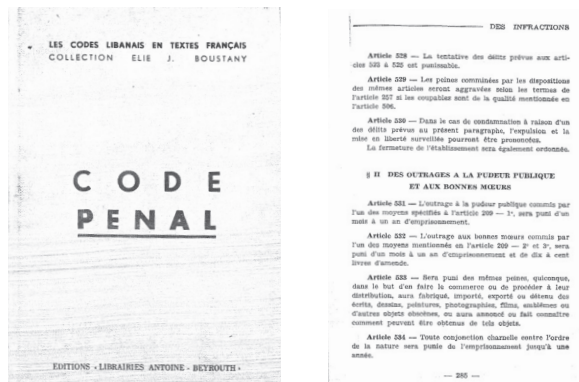 LES CODES LIBANAIS EN TEXTES FRANÇAIS
COLLECTION ELIE J. BOUSTANY
CODE
PENAL
EDITIONS « LIBRAIRIES ANTOINE - BEYROUTH »
DES INFRACTIONS
Article 528 — La tentative des délits prévus aux arti-
cles 523 à 525 est punissable.
Article 529 — Les peines comminées par les dispositions
des mêmes articles seront aggravées selon les termes de
l'article 257 si les coupables sont de la qualité mentionnée en
l'article 506.
Article 530 — Dans le cas de condamnation à raison d'un
des délits prévus au présent paragraphe, l'expulsion et la
mise en liberté surveillée pourront être prononcées.
La fermeture de l'établissement sera également ordonnée.
§ II DES OUTRAGES A LA PUDEUR PUBLIQUE
ET AUX BONNES MŒURS
Article 531 — L'outrage à la pudeur publique commis par
l'un des moyens spécifiés à l'article 209 — 1°, sera puni d'un
mois à un an d'emprisonnement.
Article 532 — L'outrage aux bonnes mœurs commis par
l'un des moyens mentionnés en l'article 209 — 2° et 3°, sera
puni d'un mois à un an d'emprisonnement et de dix à cent
livres d'amende.
Article 533 — Sera puni des mêmes peines, quiconque,
dans le but d'en faire le commerce ou de procéder à leur
distribution, aura fabriqué, importé, exporté ou détenu des
écrits, dessins, peintures, photographies, films, emblèmes ou
d'autres objets obscènes, ou aura annoncé ou fait connaître
comment peuvent être obtenus de tels objets.
Article 534 — Toute conjonction charnelle contre l'ordre
de la nature sera punie de l'emprisonnement jusqu'à une
année.
— 285 —